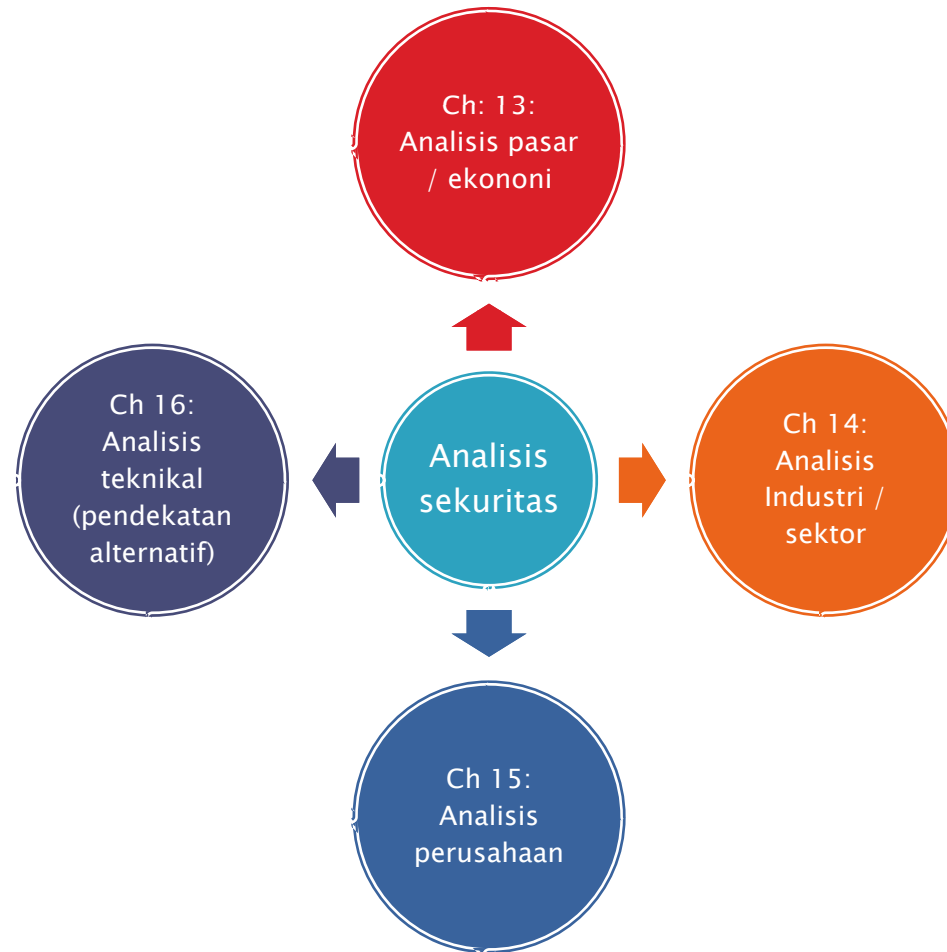 Ch: 13:
Analisis pasar
/ ekononi
Ch 16:
Analisis
teknikal
(pendekatan
alternatif)
Analisis
sekuritas
Ch 14:
Analisis
Industri /
sektor
Ch 15:
Analisis
perusahaan